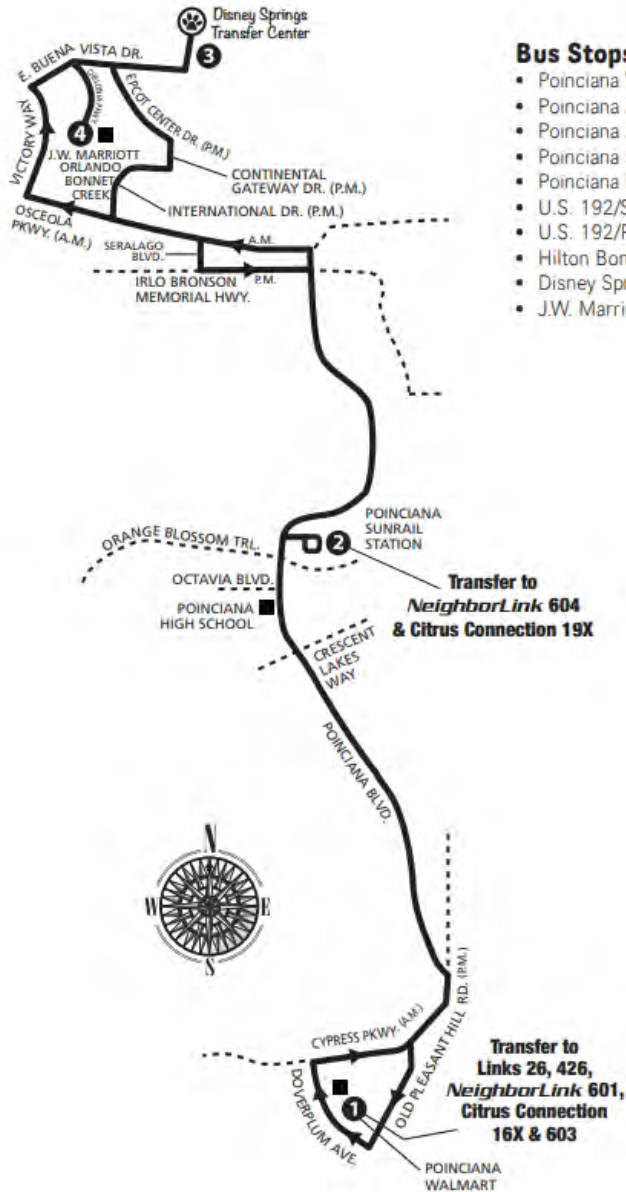 Disney Springs
Transfer Center
3
E. BUENA VISTA DR.
EPCOT CENTER DR. (P.M.)
VICTORY WAY
4
J.W. MARRIOTT
ORLANDO
BONNET
CREEK
CONTINENTAL
GATEWAY DR. (P.M.)
INTERNATIONAL DR. (P.M.)
OSCEOLA
PKWY. (A.M.)
SERALAGO
BLVD.
A.M.
P.M.
IRLO BRONSON
MEMORIAL HWY.
Bus Stops
• Poinciana
• Poinciana
• Poinciana
• Poinciana
• Poinciana
• U.S. 192/S
• U.S. 192/
• Hilton Bon
• Disney Spr
• J.W. Marri
POINCIANA
SUNRAIL
STATION
2
ORANGE BLOSSOM TRL.
OCTAVIA BLVD.
POINCIANA
HIGH SCHOOL
Transfer to
NeighborLink 604
& Citrus Connection 19X
CRESCENT
LAKES
WAY
POINCIANA BLVD.
N
W
E
S
OLD PLEASANT HILL RD. (P.M.)
CYPRESS PKWY. (A.M.)
DOVERPLUM AVE.
1
Transfer to
Links 26, 426,
NeighborLink 601,
Citrus Connection
16X & 603
POINCIANA
WALMART